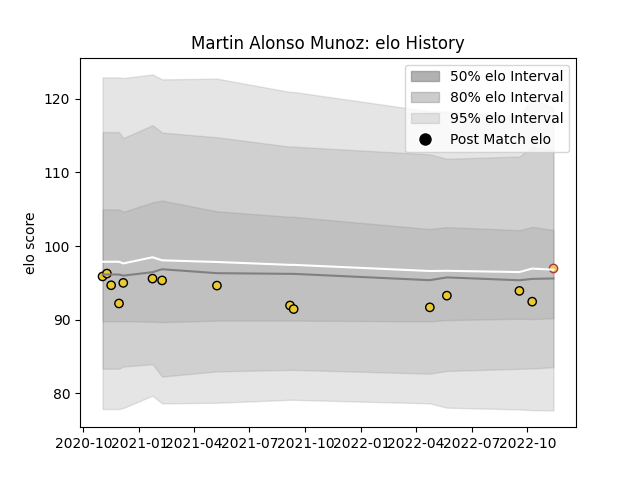 Martin Alonso Munoz: elo History
50% elo Interval
80% elo Interval
95% elo Interval
Post Match elo
elo score
120
110
100
90
80
2020-10 2021-01 2021-04 2021-07 2021-10 2022-01 2022-04 2022-07 2022-10